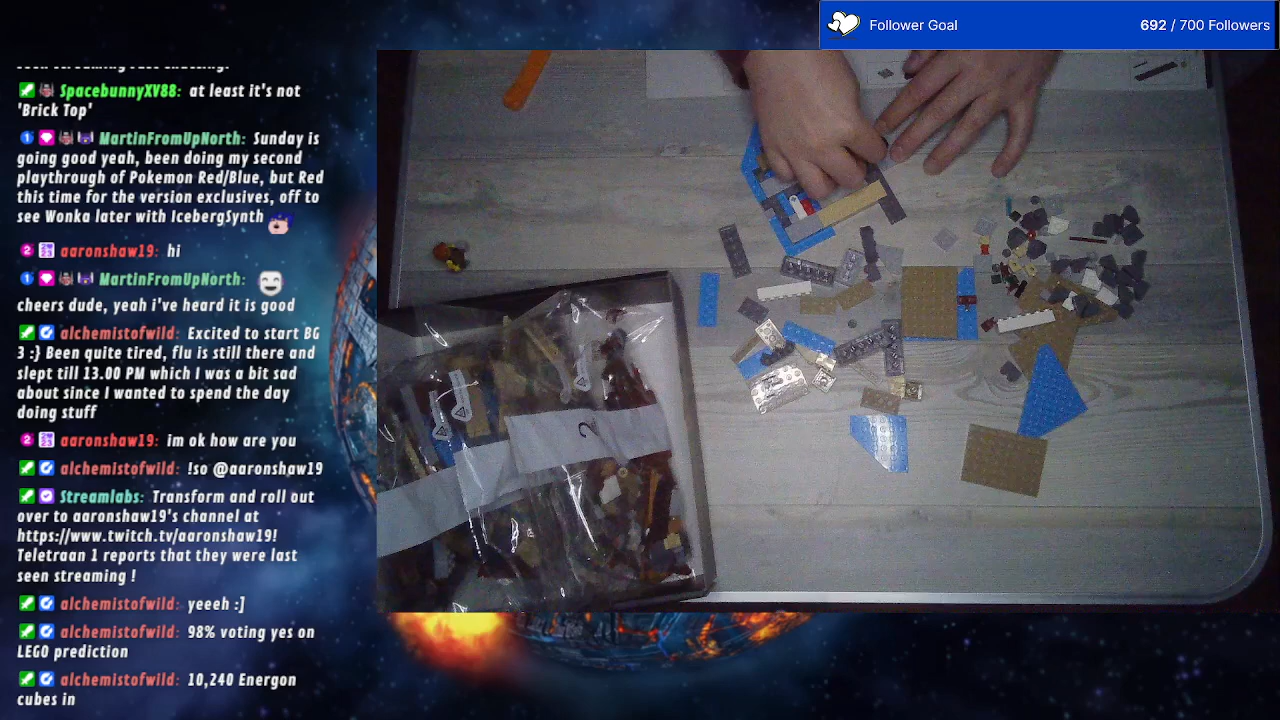 Follower Goal 692 / 700 Followers
SpacebunnyXV88: at least it's not
'Brick Top'
MartinFromUpNorth: Sunday is
going good yeah, been doing my second
playthrough of Pokemon Red/Blue, but Red
this time for the version exclusives, off to
see Wonka later with IcebergSynth
aaronshaw19: hi
MartinFromUpNorth:
cheers dude, yeah i've heard it is good
alchemistofwild: Excited to start BG
3 :} Been quite tired, flu is still there and
slept till 13.00 PM which I was a bit sad
about since I wanted to spend the day
doing stuff
aaronshaw19: im ok how are you
alchemistofwild: !so @aaronshaw19
Streamlabs: Transform and roll out
over to aaronshaw19's channel at
https://www.twitch.tv/aaronshaw19!
Teletraan 1 reports that they were last
seen streaming !
alchemistofwild: yeeeh :]
alchemistofwild: 98% voting yes on
LEGO prediction
alchemistofwild: 10,240 Energon
cubes in
2